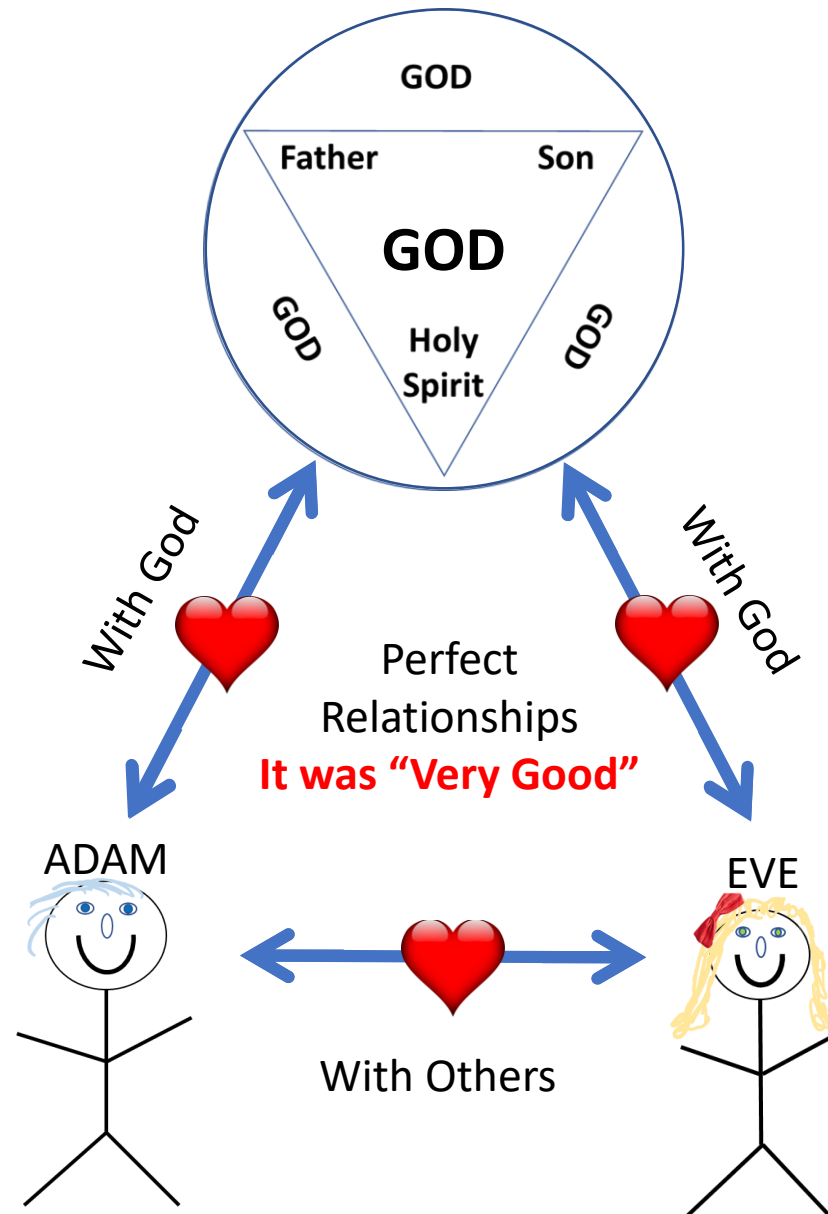 GOD
Father Son
GOD
GOD
GOD
Holy
Spirit
With God
With God
Perfect
Relationships
It was “Very Good”
ADAM
EVE
With Others